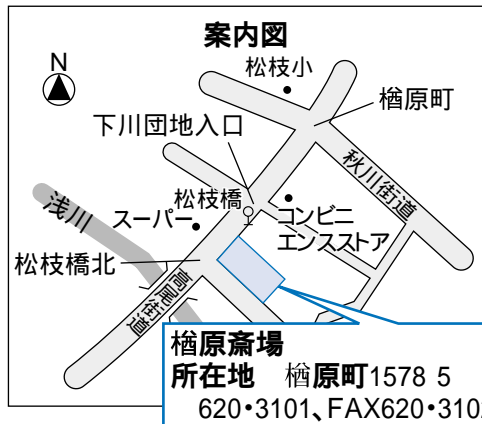 案内図
N
松枝小
楢原町
下川団地入口
秋川街道
松枝橋
浅川
スーパー
コンビニ
エンスストア
松枝橋北
高尾街道
楢原斎場
所在地 楢原町1578 5
620・3101、FAX620・310